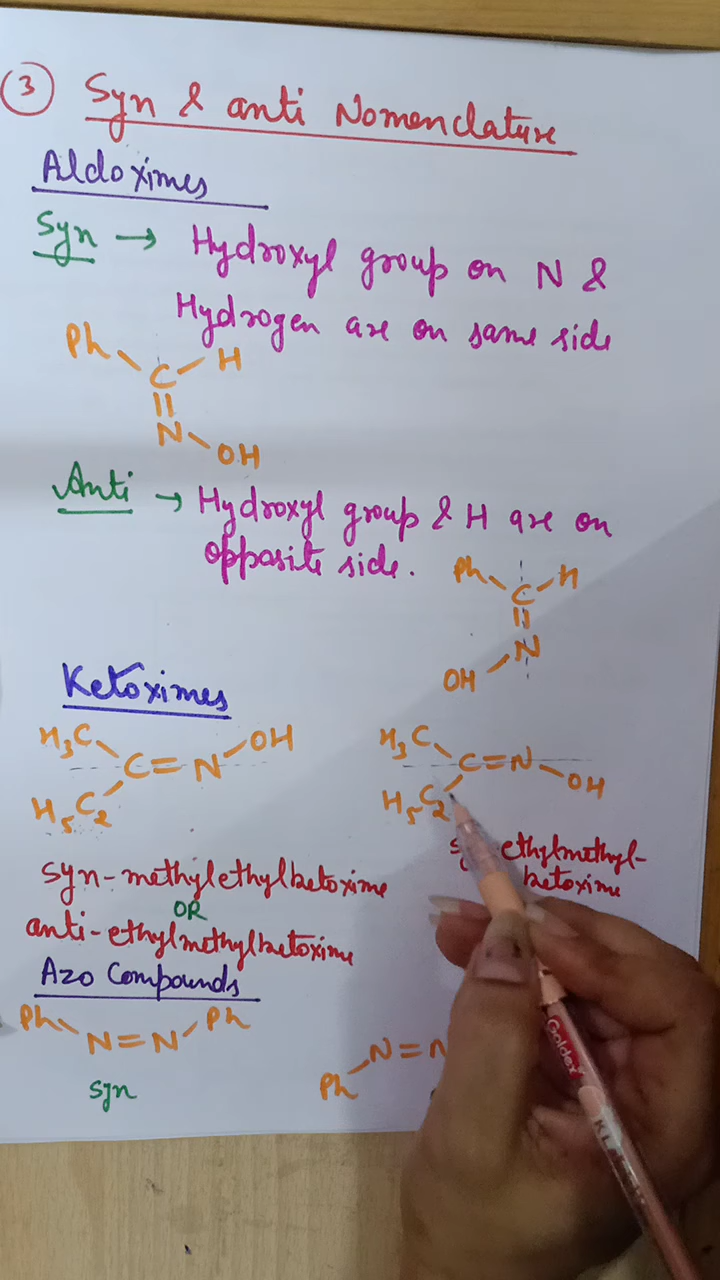 3 Syn & anti Nomenclature
Aldoximes
Syn → Hydroxyl group on N &
Hydrogen are on same side
Ph H
C
N
OH
Anti → Hydroxyl group & H are on
opposite side.
Ph C H
N
OH
Ketoximes
H3C C=N OH
H5C2
H3C C=N OH
H5C2
syn-methylethylketoxime
OR
anti-ethylmethylketoxime
ethylmethyl-
ketoxime
Azo Compounds
Ph N=N Ph
syn
Ph N=N
Goldex